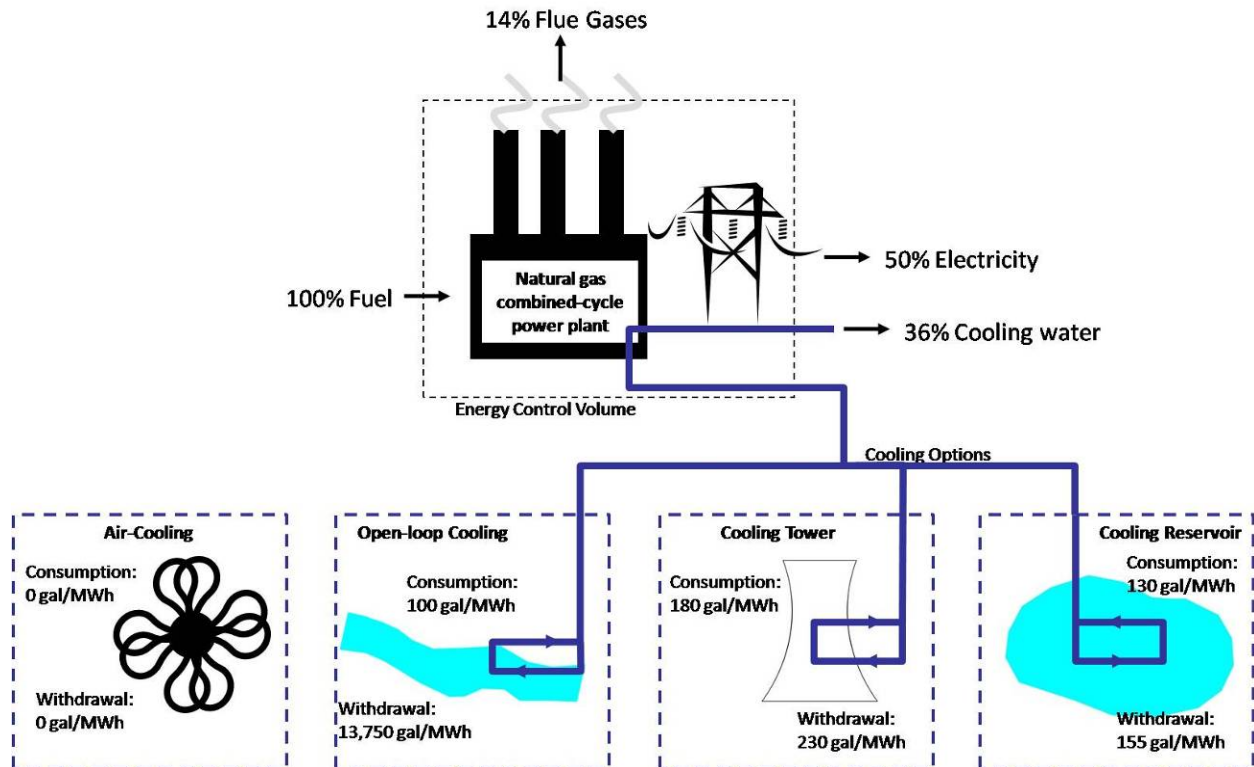 14% Flue Gases
Natural gas
combined-cycle
power plant
100% Fuel
50% Electricity
36% Cooling water
Energy Control Volume
Cooling Options
Air-Cooling
Consumption:
0 gal/MWh
Withdrawal:
0 gal/MWh
Open-loop Cooling
Consumption:
100 gal/MWh
Withdrawal:
13,750 gal/MWh
Cooling Tower
Consumption:
180 gal/MWh
Withdrawal:
230 gal/MWh
Cooling Reservoir
Consumption:
130 gal/MWh
Withdrawal:
155 gal/MWh